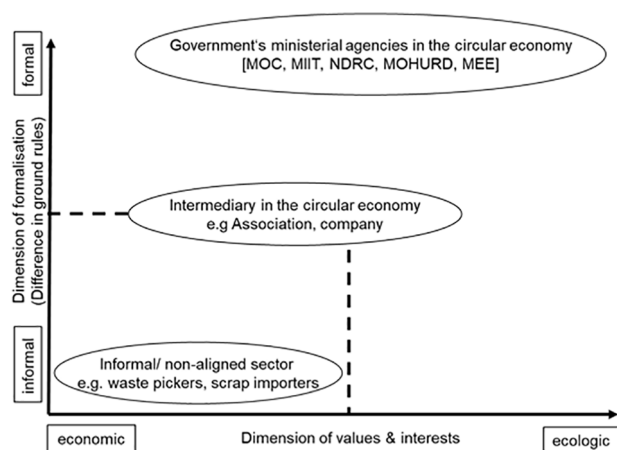 formal
Government's ministerial agencies in the circular economy
[MOC, MIIT, NDRC, MOHURD, MEE]
Dimension of formalisation
(Difference in ground rules)
Intermediary in the circular economy
e.g Association, company
informal
Informal/ non-aligned sector
e.g. waste pickers, scrap importers
economic
Dimension of values & interests
ecologic